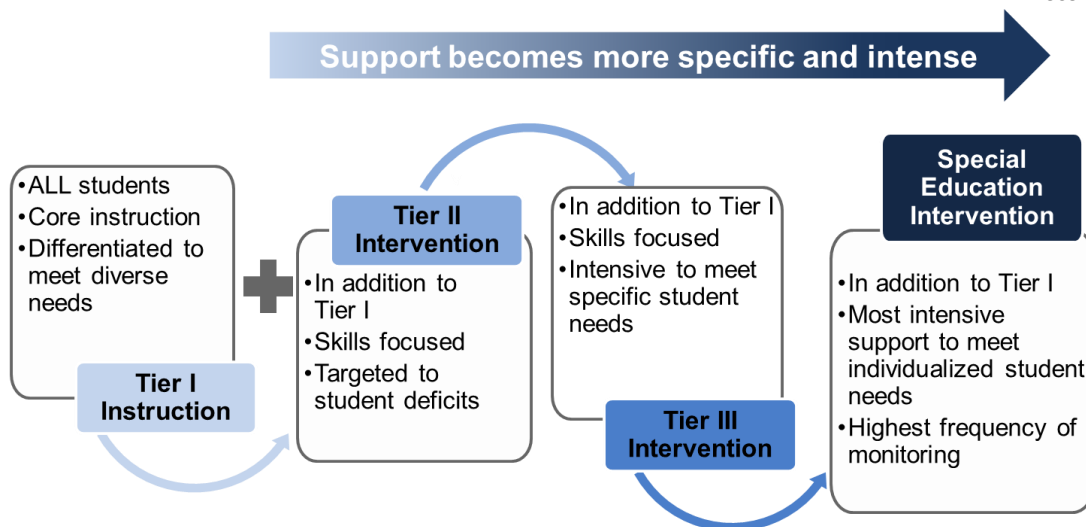 Support becomes more specific and intense
•ALL students
•Core instruction
•Differentiated to
meet diverse
needs
Tier I
Instruction
Tier II
Intervention
•In addition to
Tier I
•Skills focused
•Targeted to
student deficits
•In addition to Tier I
•Skills focused
•Intensive to meet
specific student
needs
Tier III
Intervention
Special
Education
Intervention
•In addition to Tier I
•Most intensive
support to meet
individualized student
needs
•Highest frequency of
monitoring